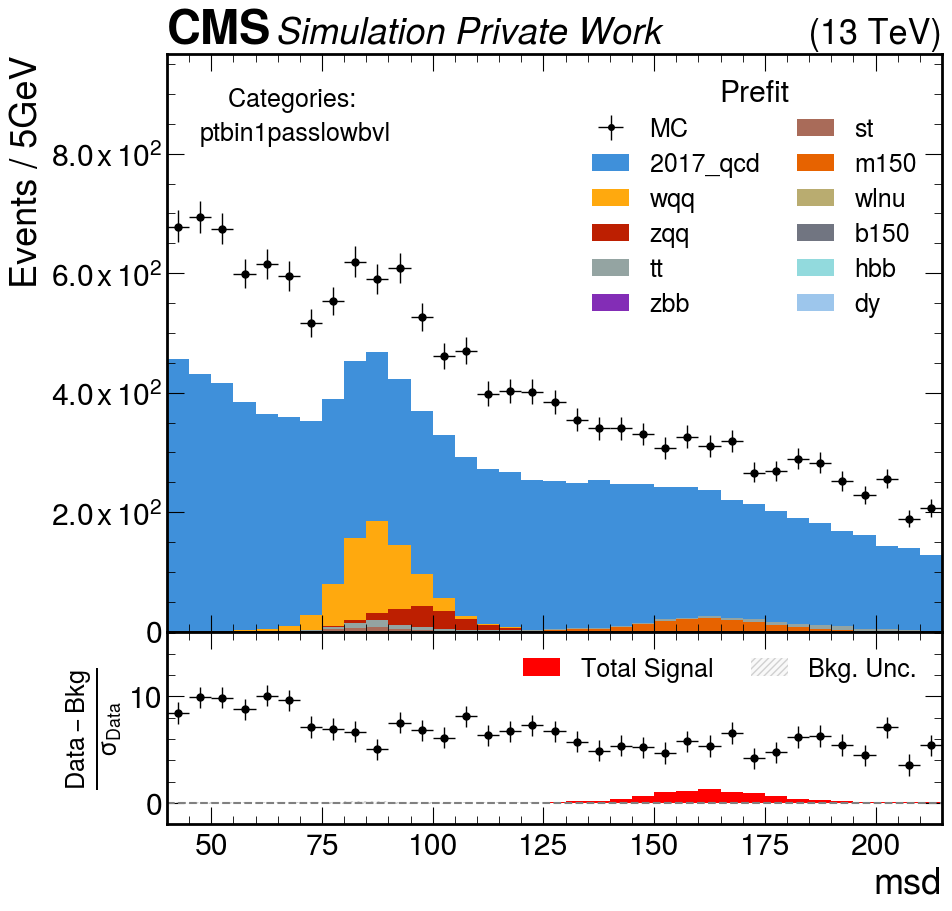 CMS Simulation Private Work (13 TeV)
Events / 5GeV
Categories:
ptbin1passlowbvl
Prefit
MC
2017_qcd
wqq
zqq
tt
zbb
st
m150
wlnu
b150
hbb
dy
8.0 x 10²
6.0 x 10²
4.0 x 10²
2.0 x 10²
0
Data – Bkg
σData
Total Signal
Bkg. Unc.
10
0
50 75 100 125 150 175 200
msd